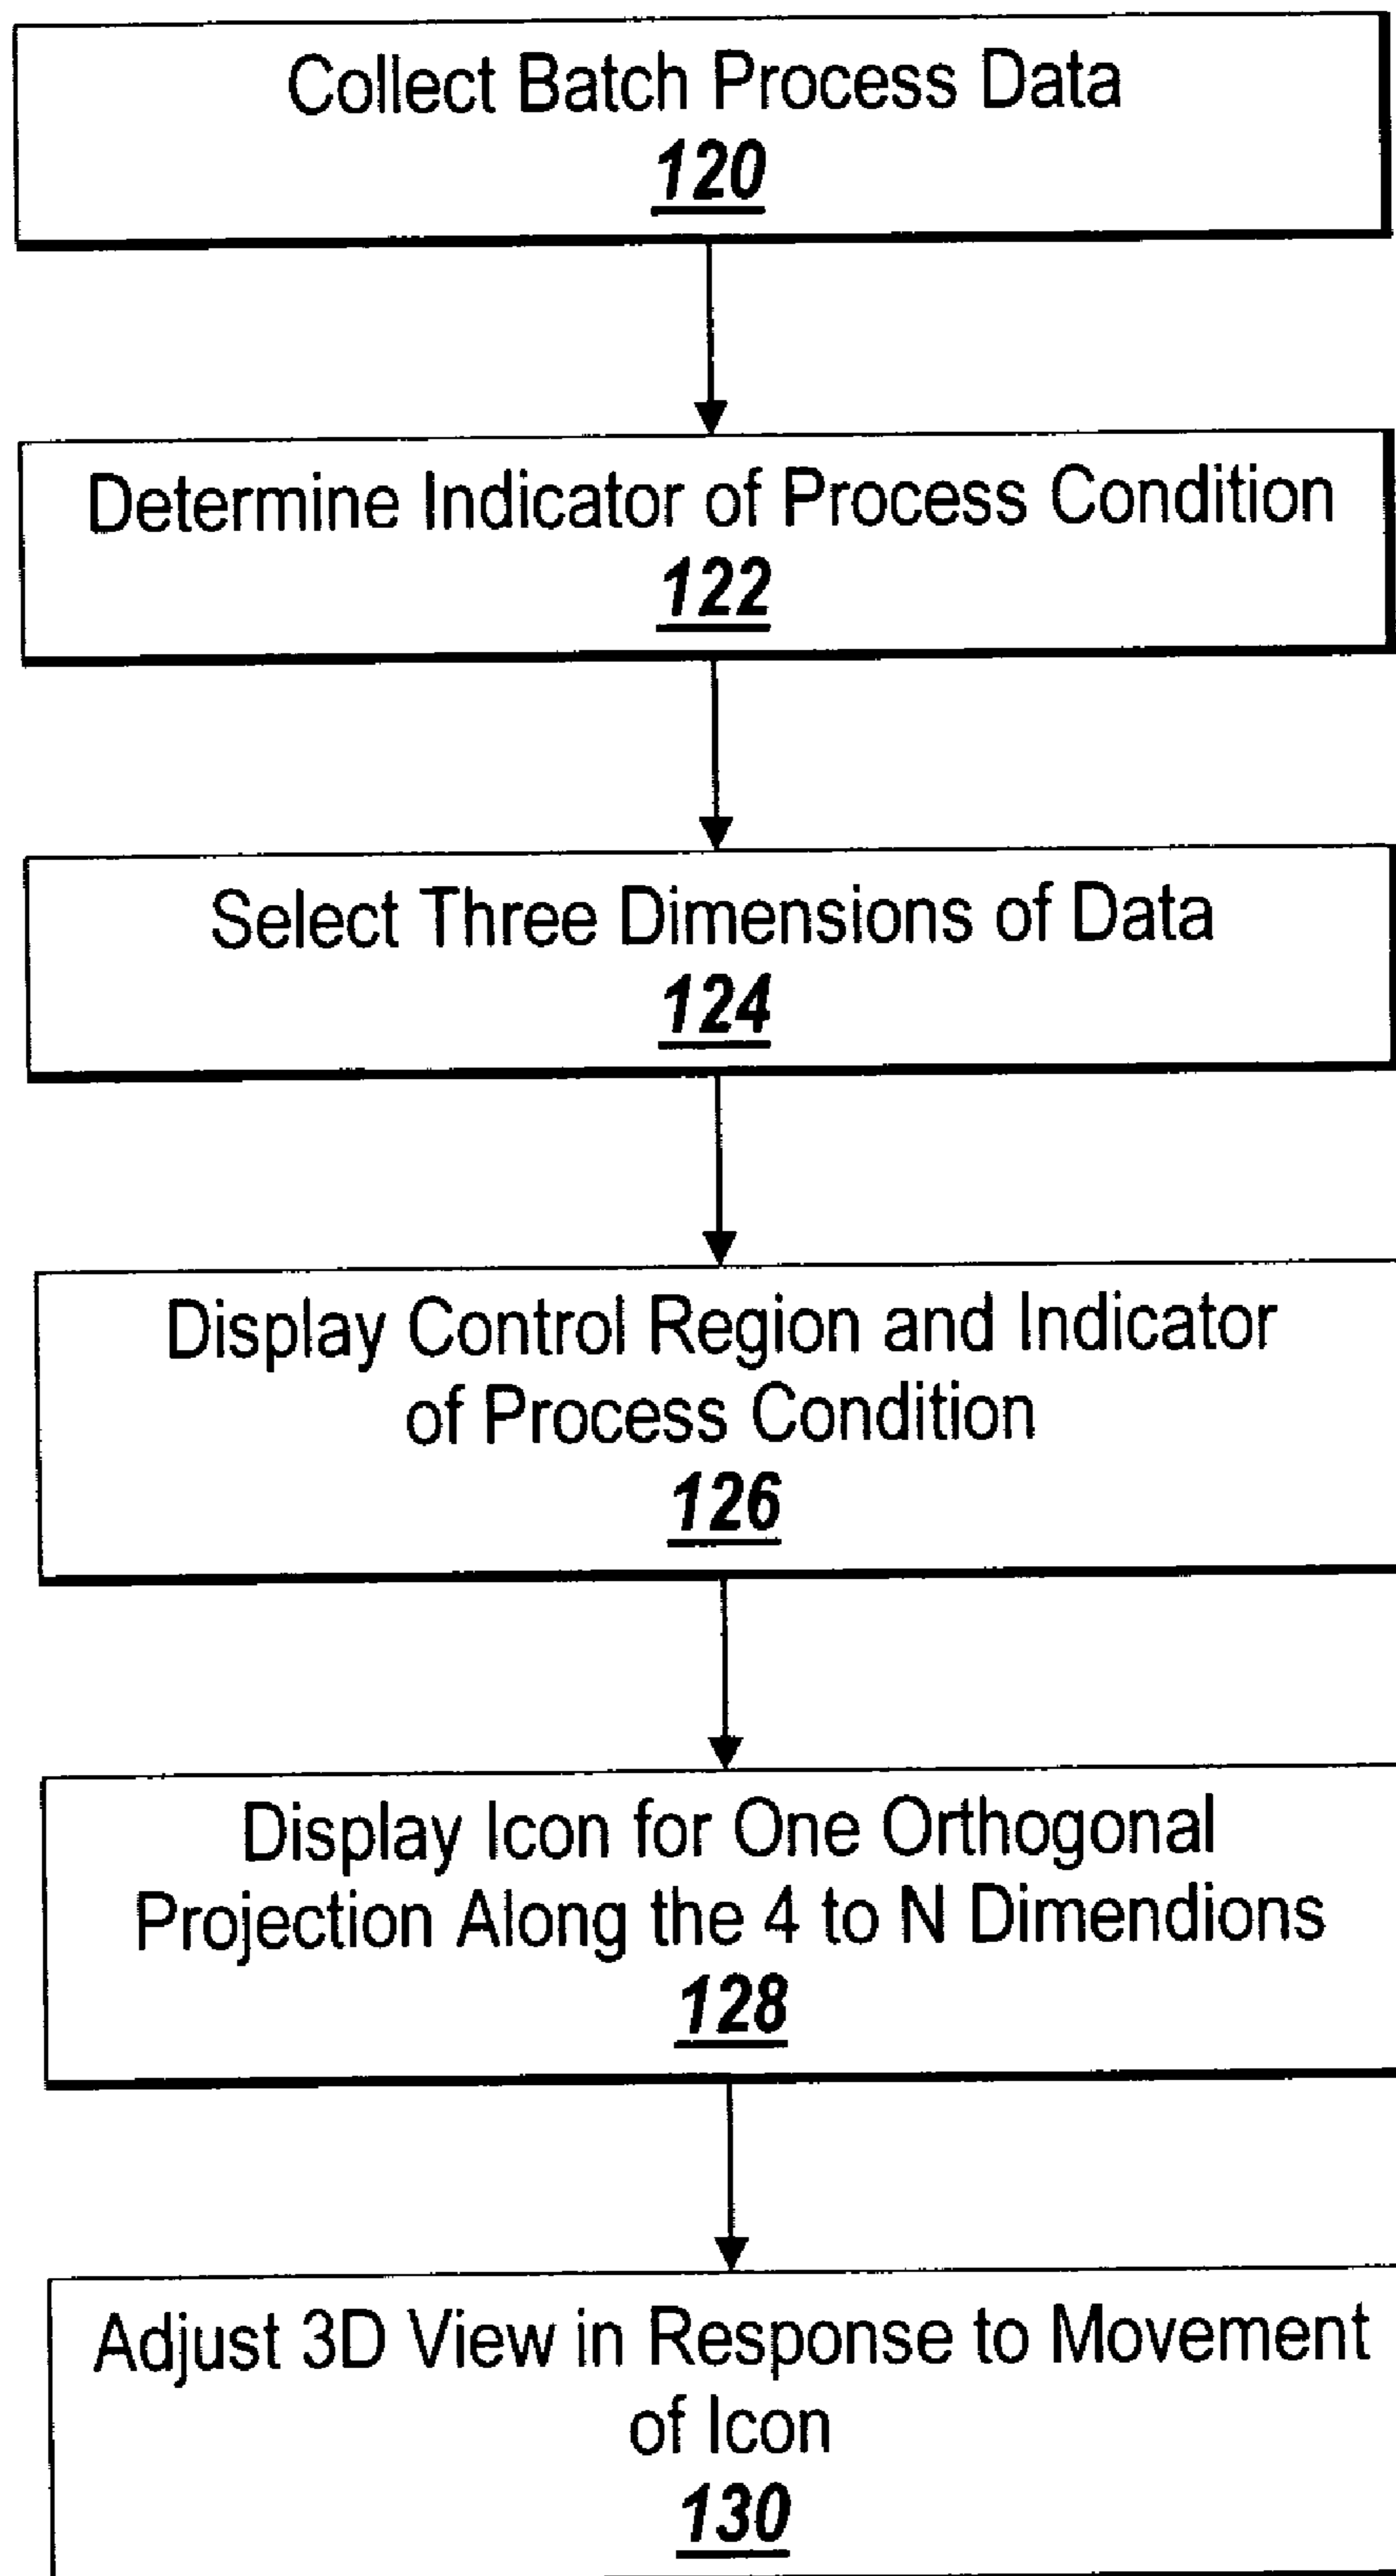 Collect Batch Process Data
120
Determine Indicator of Process Condition
122
Select Three Dimensions of Data
124
Display Control Region and Indicator
of Process Condition
126
Display Icon for One Orthogonal
Projection Along the 4 to N Dimendions
128
Adjust 3D View in Response to Movement
of Icon
130